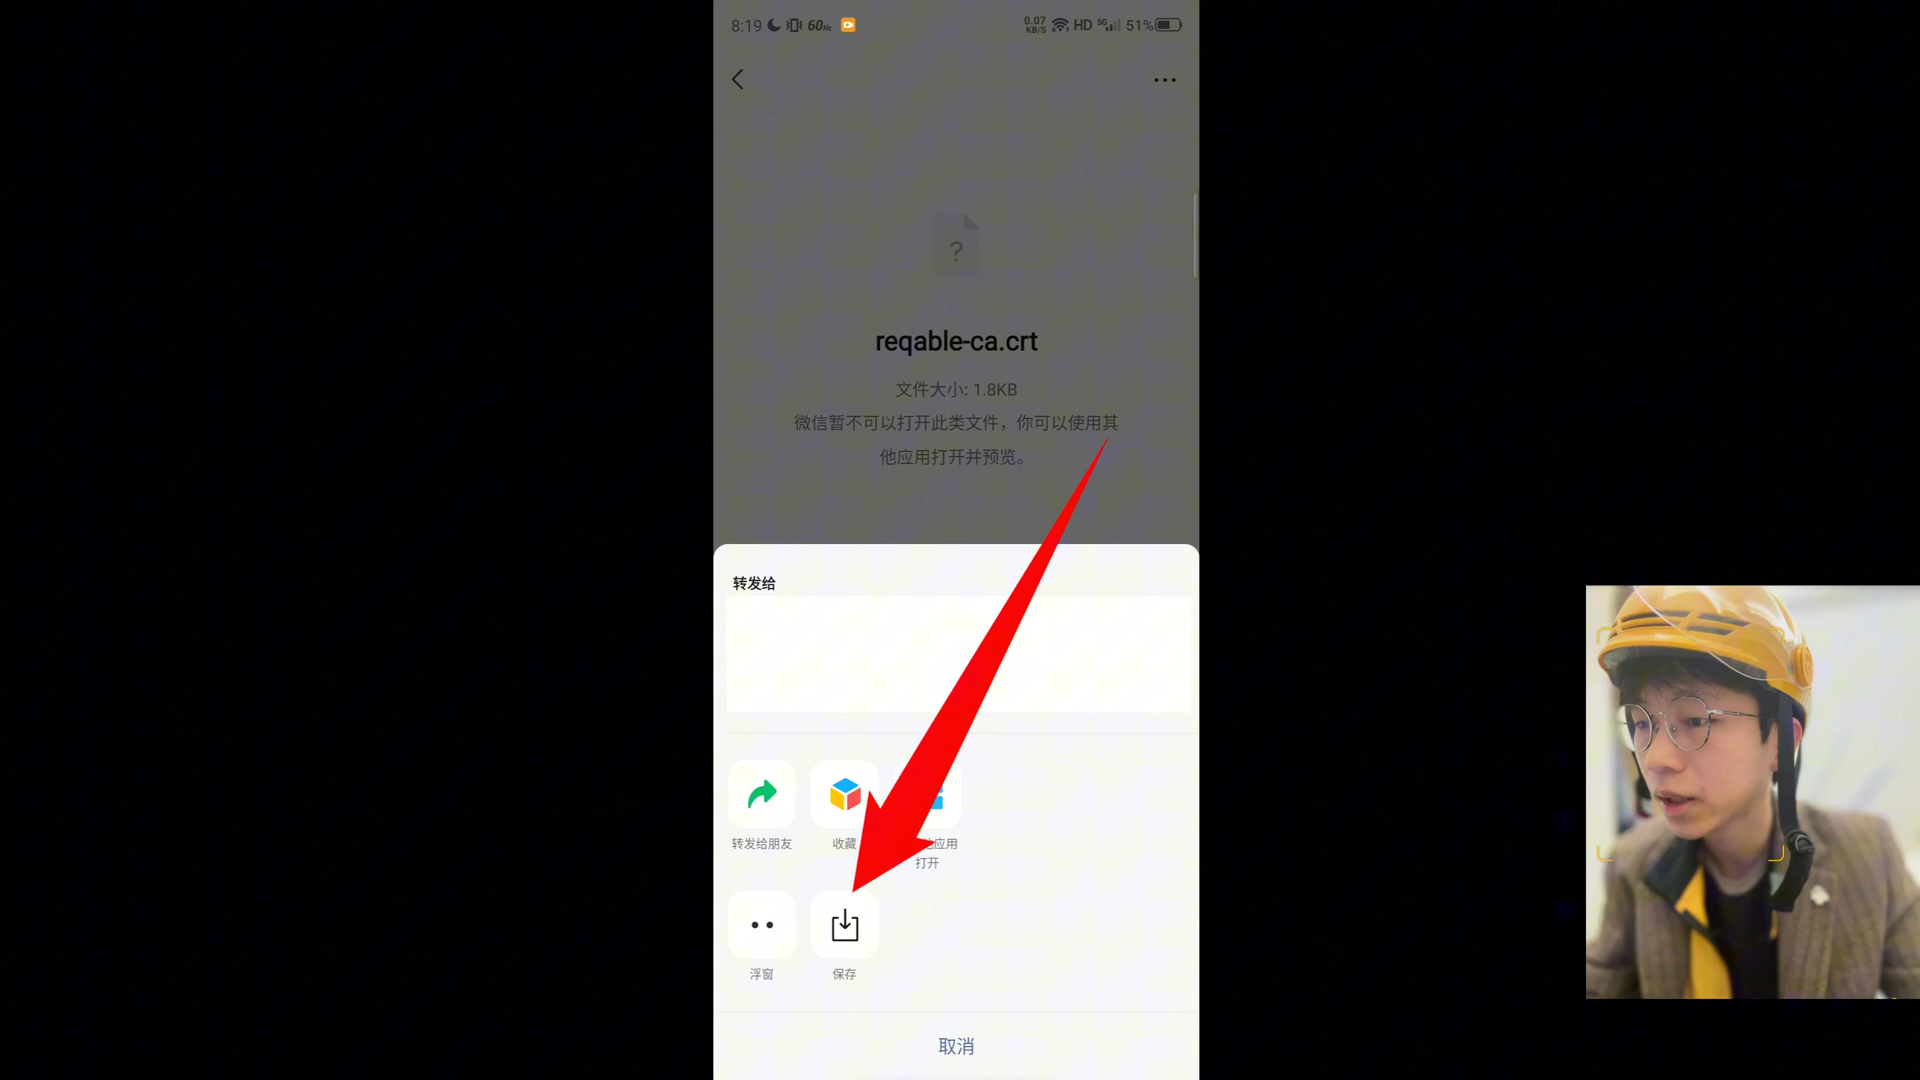 8:19 60Hz 0.07 KB/S HD 5G 51%
?
reqable-ca.crt
文件大小: 1.8KB
微信暂不可以打开此类文件，你可以使用其
他应用打开并预览。
转发给
转发给朋友 收藏 他应用
打开
浮窗 保存
取消